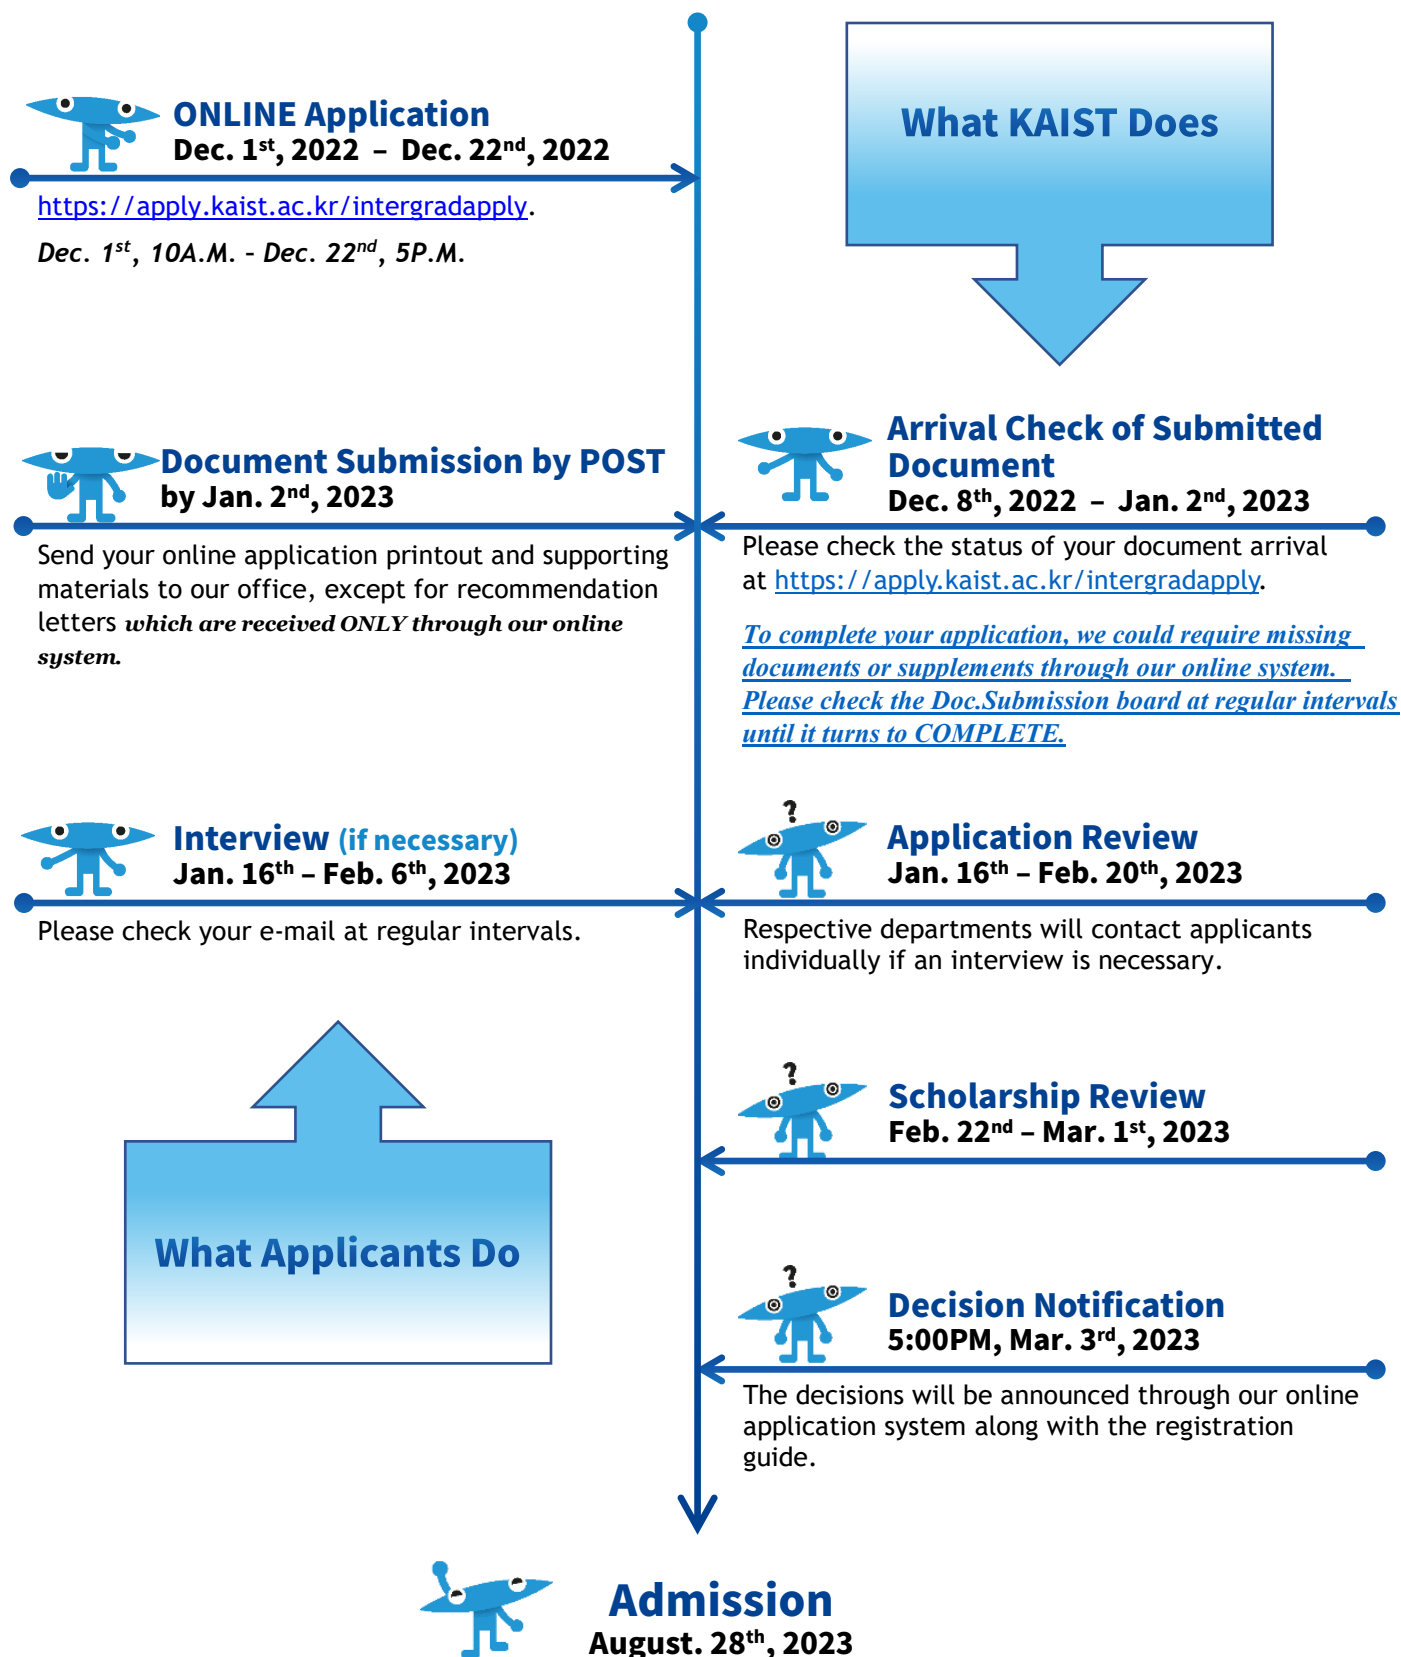 ONLINE Application
Dec. 1st, 2022 – Dec. 22nd, 2022
https://apply.kaist.ac.kr/intergradapply.
Dec. 1st, 10A.M. – Dec. 22nd, 5P.M.
What KAIST Does
Document Submission by POST
by Jan. 2nd, 2023
Send your online application printout and supporting
materials to our office, except for recommendation
letters which are received ONLY through our online
system.
Arrival Check of Submitted
Document
Dec. 8th, 2022 – Jan. 2nd, 2023
Please check the status of your document arrival
at https://apply.kaist.ac.kr/intergradapply.
To complete your application, we could require missing
documents or supplements through our online system.
Please check the Doc.Submission board at regular intervals
until it turns to COMPLETE.
Interview (if necessary)
Jan. 16th – Feb. 6th, 2023
Please check your e-mail at regular intervals.
?
Application Review
Jan. 16th – Feb. 20th, 2023
Respective departments will contact applicants
individually if an interview is necessary.
What Applicants Do
?
Scholarship Review
Feb. 22nd – Mar. 1st, 2023
?
Decision Notification
5:00PM, Mar. 3rd, 2023
The decisions will be announced through our online
application system along with the registration
guide.
Admission
August. 28th, 2023